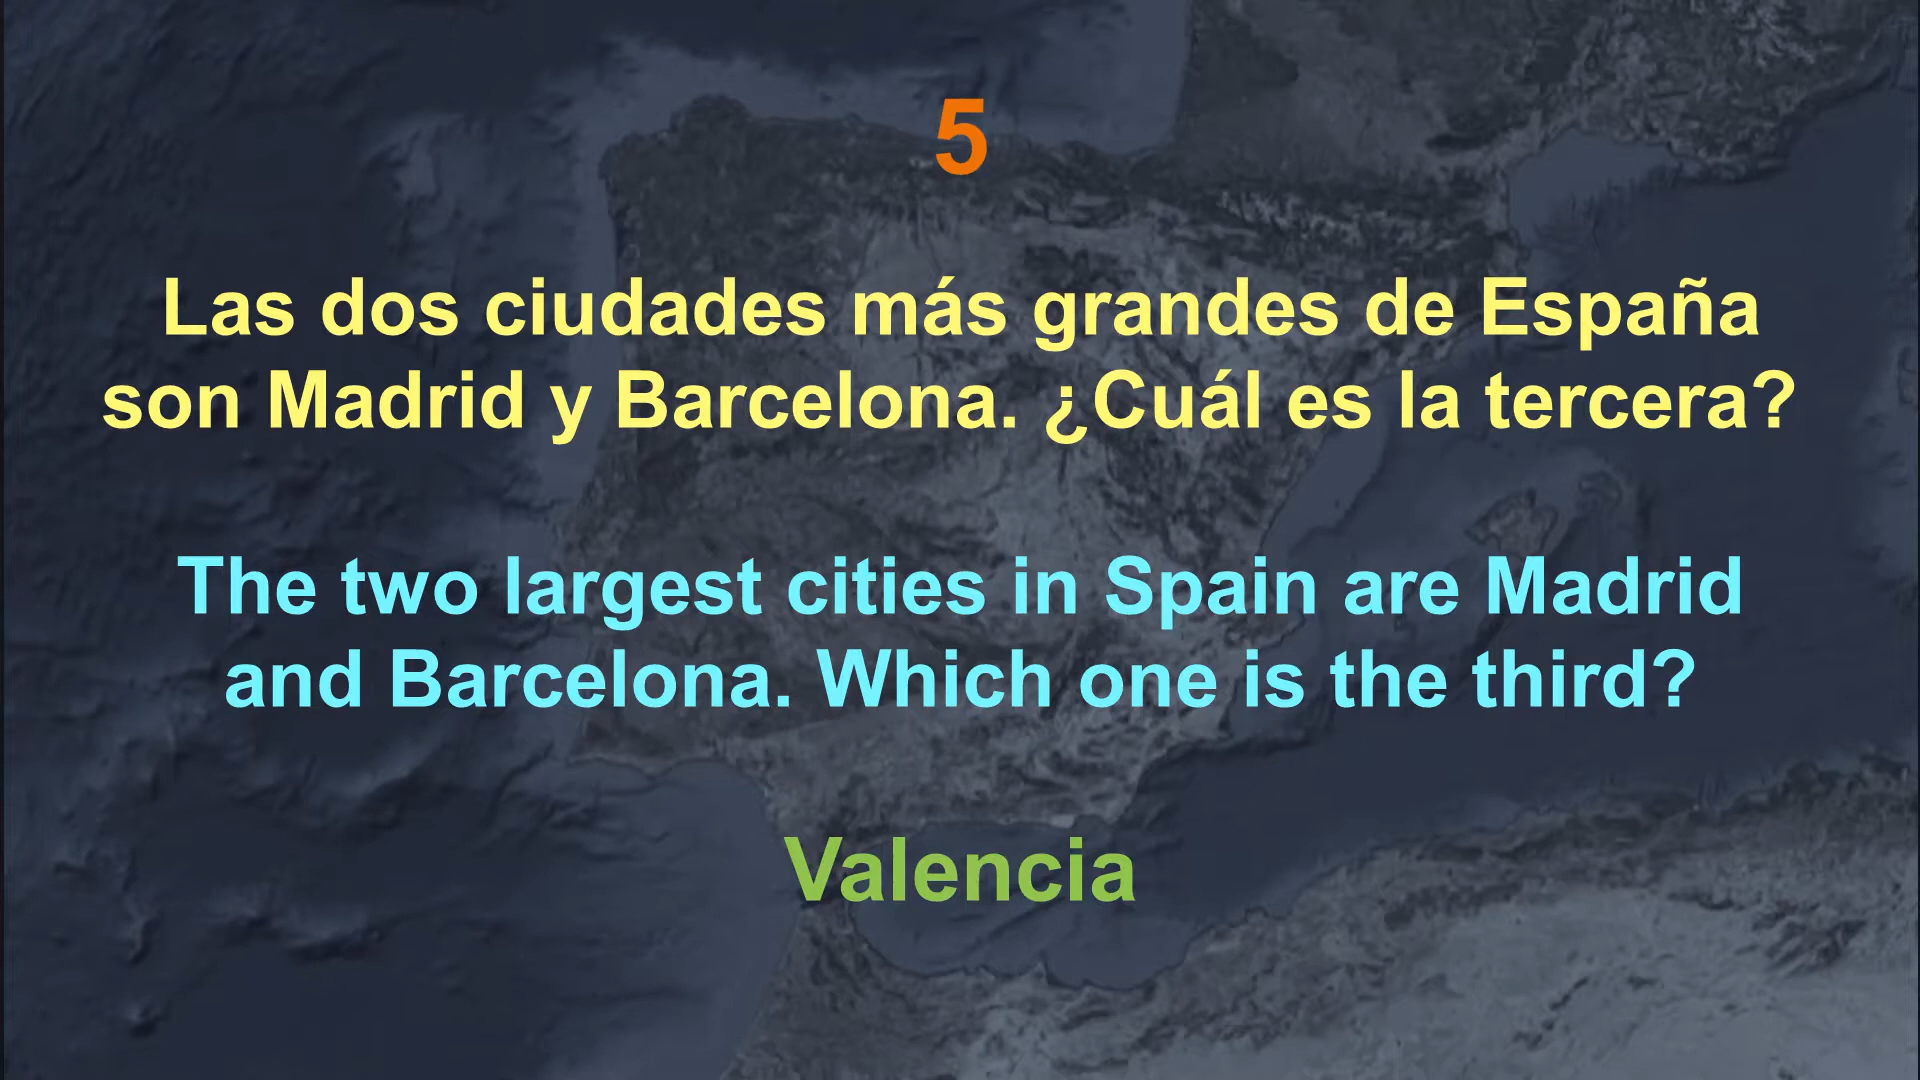 5
Las dos ciudades más grandes de España
son Madrid y Barcelona. ¿Cuál es la tercera?
The two largest cities in Spain are Madrid
and Barcelona. Which one is the third?
Valencia